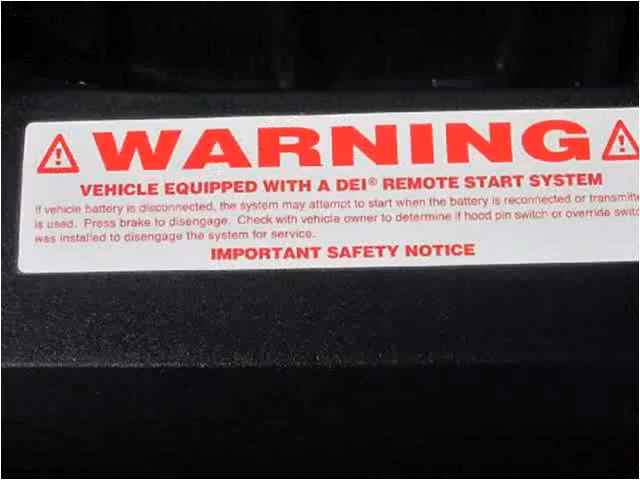 WARNING
VEHICLE EQUIPPED WITH A DEI® REMOTE START SYSTEM
If vehicle battery is disconnected, the system may attempt to start when the battery is reconnected or transmitte
is used. Press brake to disengage. Check with vehicle owner to determine if hood pin switch or override switc
was installed to disengage the system for service.
IMPORTANT SAFETY NOTICE